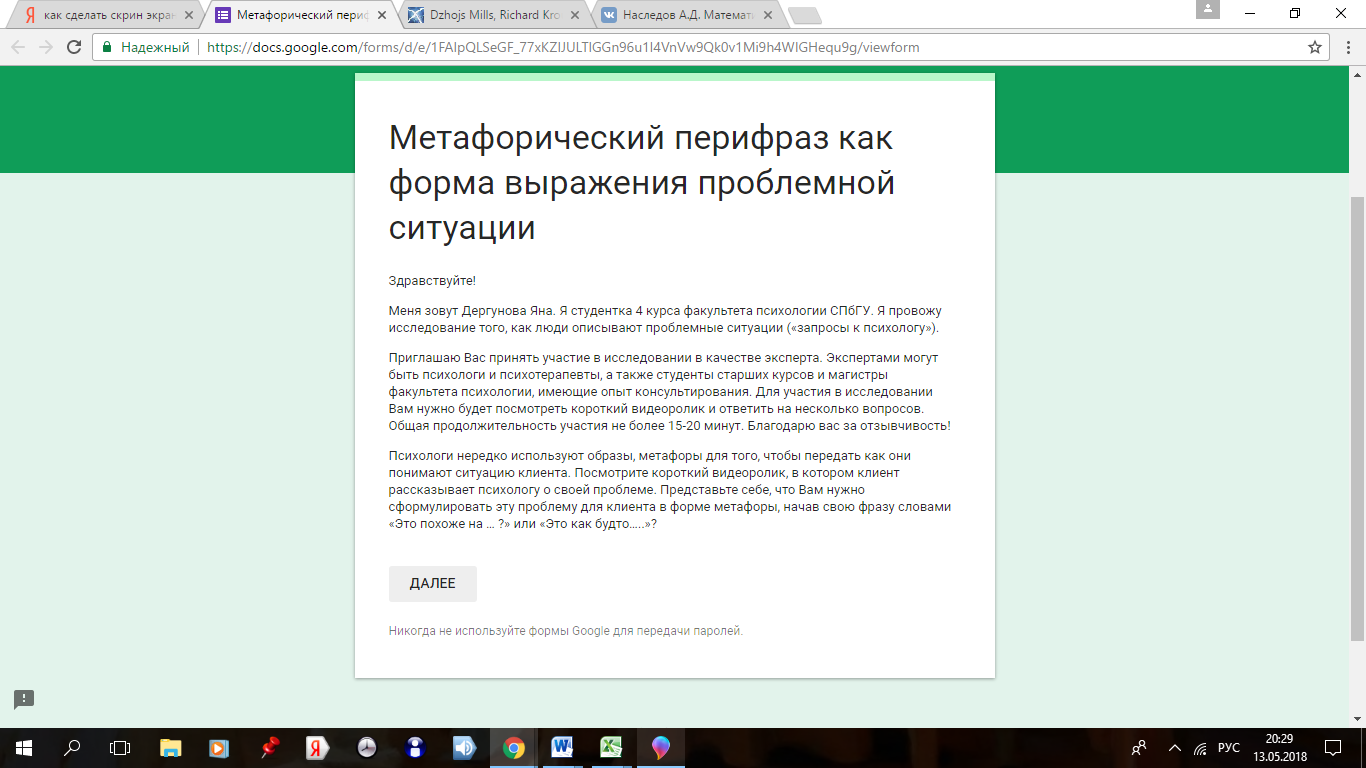 как сделать скрин экран
Метафорический периф
Dzhojs Mills, Richard Kro
Наследов А.Д. Математи
Надежный
https://docs.google.com/forms/d/e/1FAIpQLSeGF_77xKZlJULTlGGn96u1I4VnVw9Qk0v1Mi9h4WIGHequ9g/viewform
Метафорический перифраз как
форма выражения проблемной
ситуации
Здравствуйте!
Меня зовут Дергунова Яна. Я студентка 4 курса факультета психологии СПбГУ. Я провожу
исследование того, как люди описывают проблемные ситуации («запросы к психологу»).
Приглашаю Вас принять участие в исследовании в качестве эксперта. Экспертами могут
быть психологи и психотерапевты, а также студенты старших курсов и магистры
факультета психологии, имеющие опыт консультирования. Для участия в исследовании
Вам нужно будет посмотреть короткий видеоролик и ответить на несколько вопросов.
Общая продолжительность участия не более 15-20 минут. Благодарю вас за отзывчивость!
Психологи нередко используют образы, метафоры для того, чтобы передать как они
понимают ситуацию клиента. Посмотрите короткий видеоролик, в котором клиент
рассказывает психологу о своей проблеме. Представьте себе, что Вам нужно
сформулировать эту проблему для клиента в форме метафоры, начав свою фразу словами
«Это похоже на … ?» или «Это как будто…..»?
ДАЛЕЕ
Никогда не используйте формы Google для передачи паролей.
РУС
20:29
13.05.2018